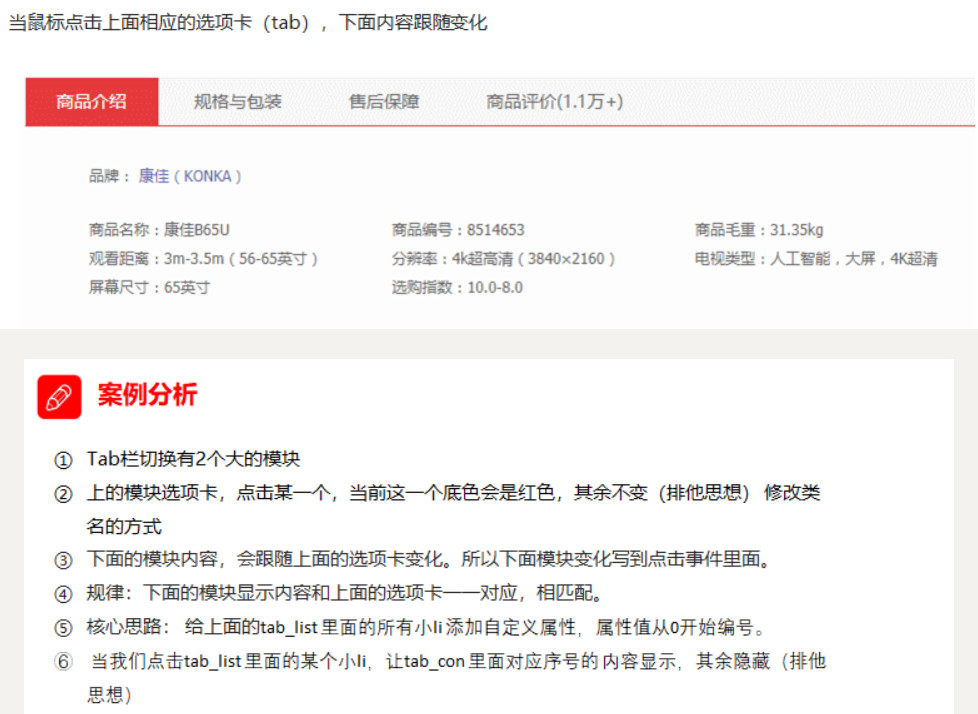 当鼠标点击上面相应的选项卡（tab），下面内容跟随变化
商品介绍 规格与包装 售后保障 商品评价(1.1万+)
品牌：康佳（KONKA）
商品名称：康佳B65U 商品编号：8514653 商品毛重：31.35kg
观看距离：3m-3.5m（56-65英寸） 分辨率：4k超高清（3840×2160） 电视类型：人工智能，大屏，4K超清
屏幕尺寸：65英寸 选购指数：10.0-8.0
案例分析
① Tab栏切换有2个大的模块
② 上的模块选项卡，点击某一个，当前这一个底色会是红色，其余不变（排他思想） 修改类
名的方式
③ 下面的模块内容，会跟随上面的选项卡变化。所以下面模块变化写到点击事件里面。
④ 规律：下面的模块显示内容和上面的选项卡一一对应，相匹配。
⑤ 核心思路： 给上面的tab_list里面的所有小li添加自定义属性，属性值从0开始编号。
⑥ 当我们点击tab_list里面的某个小li，让tab_con里面对应序号的 内容显示，其余隐藏（排他
思想）